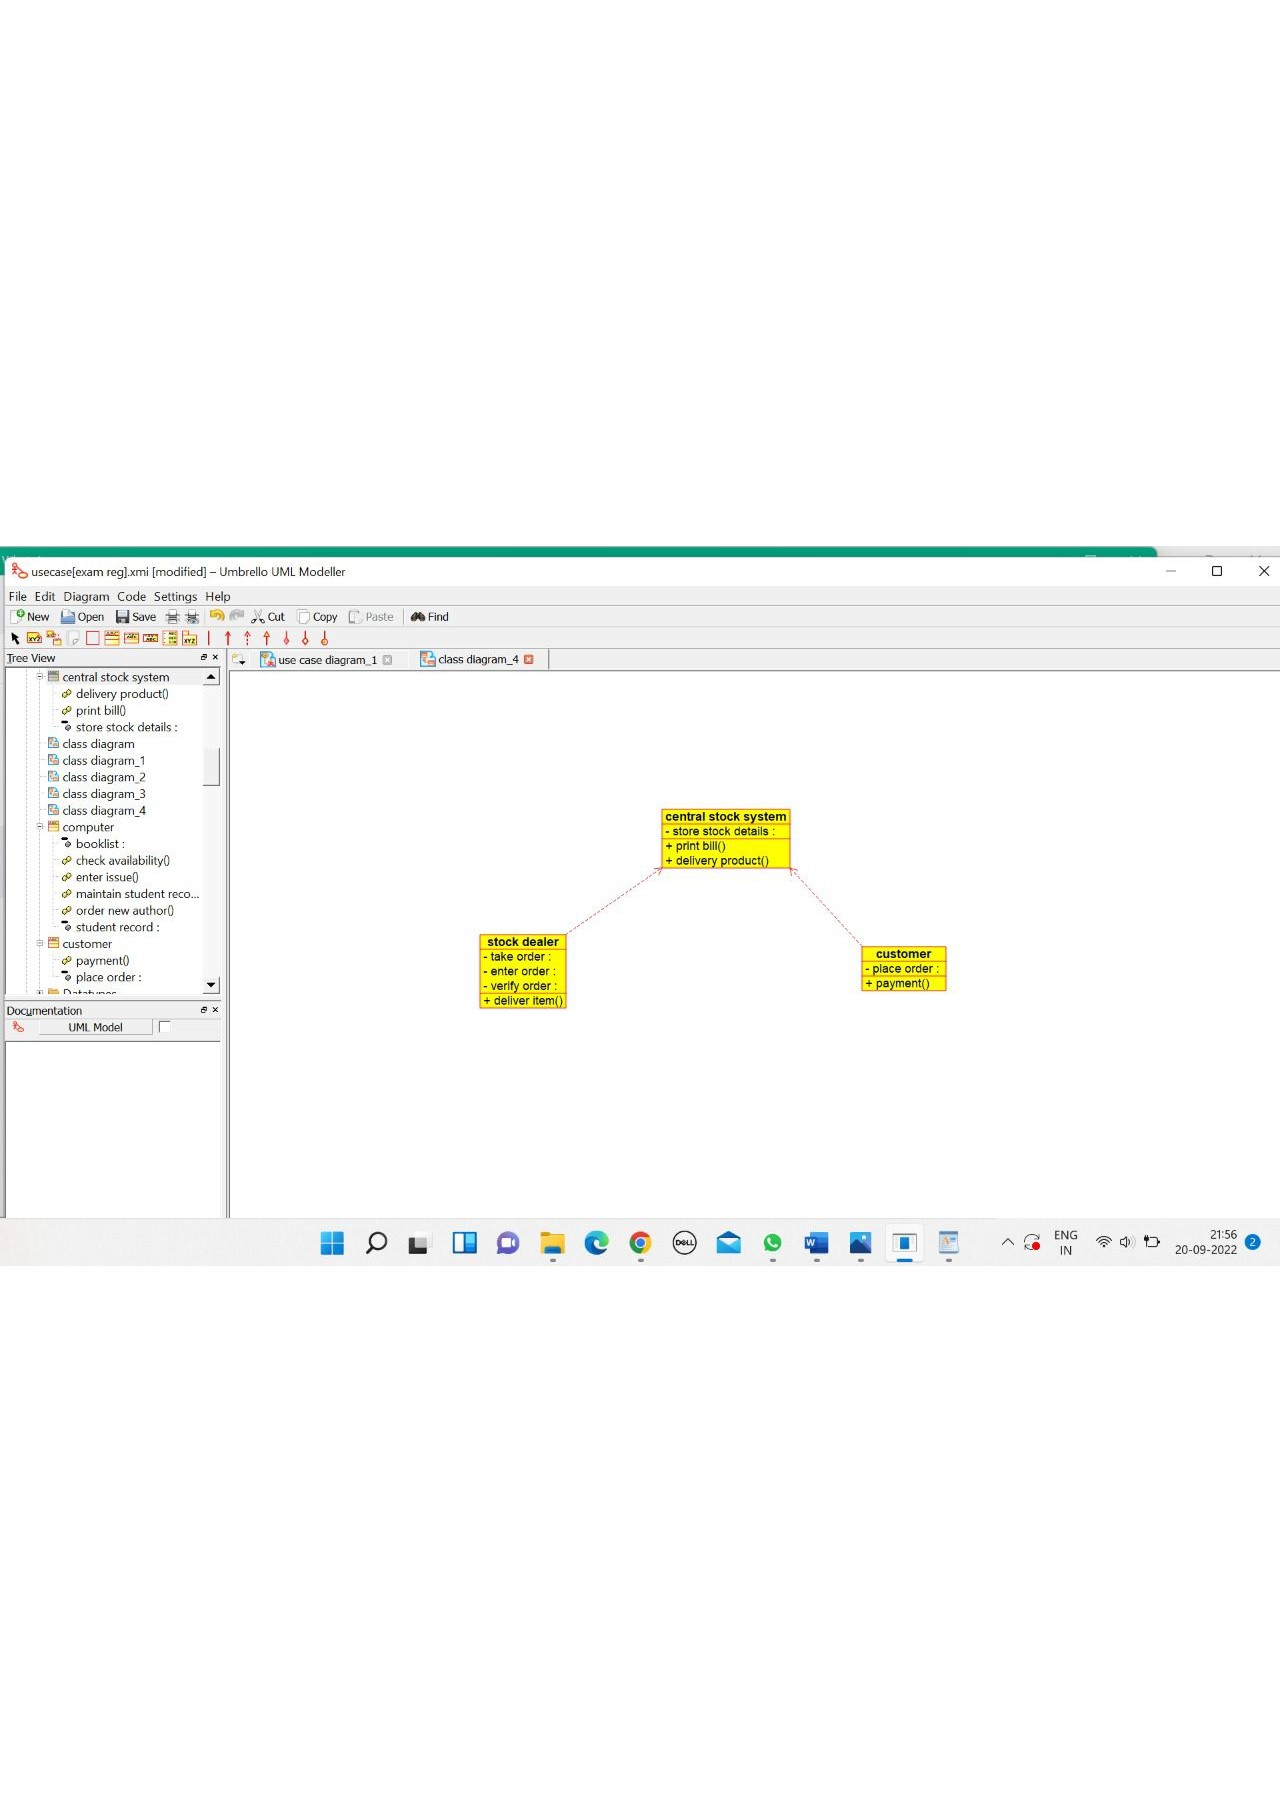 usecase[exam reg].xmi [modified] – Umbrello UML Modeller
File Edit Diagram Code Settings Help
New Open Save Cut Copy Paste Find
Tree View
use case diagram_1 class diagram_4
central stock system
delivery product()
print bill()
store stock details :
class diagram
class diagram_1
class diagram_2
class diagram_3
class diagram_4
computer
booklist :
check availability()
enter issue()
maintain student reco...
order new author()
student record :
customer
payment()
place order :
Datatypes
Documentation
UML Model
central stock system
- store stock details :
+ print bill()
+ delivery product()
stock dealer
- take order :
- enter order :
- verify order :
+ deliver item()
customer
- place order :
+ payment()
DELL
ENG
IN
21:56
20-09-2022
2